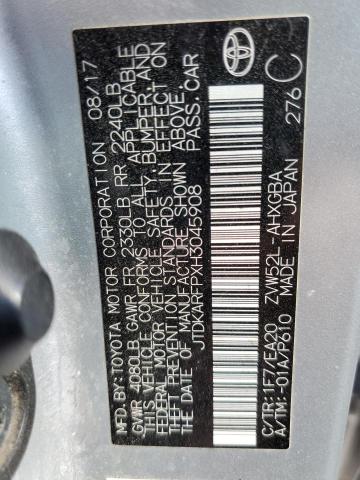 MFD. BY: TOYOTA MOTOR CORPORATION 08/17
GVWR 4080LB GAWR FR 2330LB RR 2240LB
THIS VEHICLE CONFORMS TO ALL APPLICABLE
FEDERAL MOTOR VEHICLE SAFETY, BUMPER, AND
THEFT PREVENTION STANDARDS IN EFFECT ON
THE DATE OF MANUFACTURE SHOWN ABOVE.
JTDKARFPXH3045908 PASS. CAR
C/TR: 1F7/EA20 ZVW52L-AHXGBA
A/TM: -01A/P610 MADE IN JAPAN 276 C